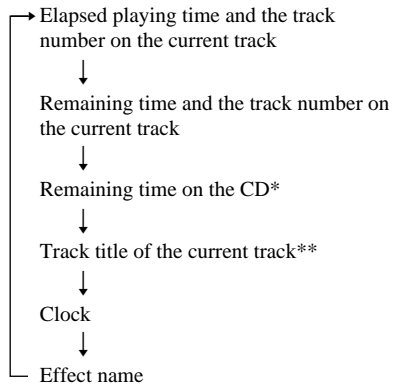 Elapsed playing time and the track
number on the current track
Remaining time and the track number on
the current track
Remaining time on the CD*
Track title of the current track**
Clock
Effect name